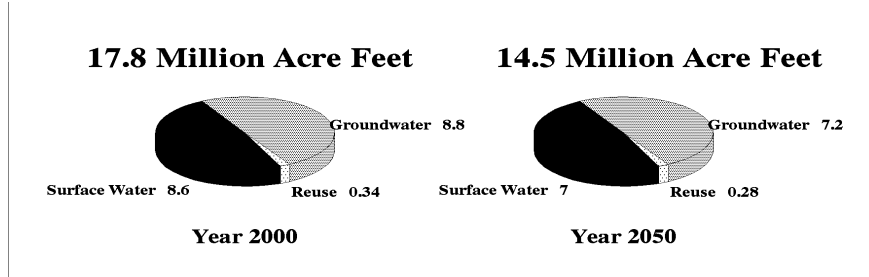 17.8 Million Acre Feet
Groundwater 8.8
Surface Water 8.6
Reuse 0.34
Year 2000
14.5 Million Acre Feet
Groundwater 7.2
Surface Water 7
Reuse 0.28
Year 2050